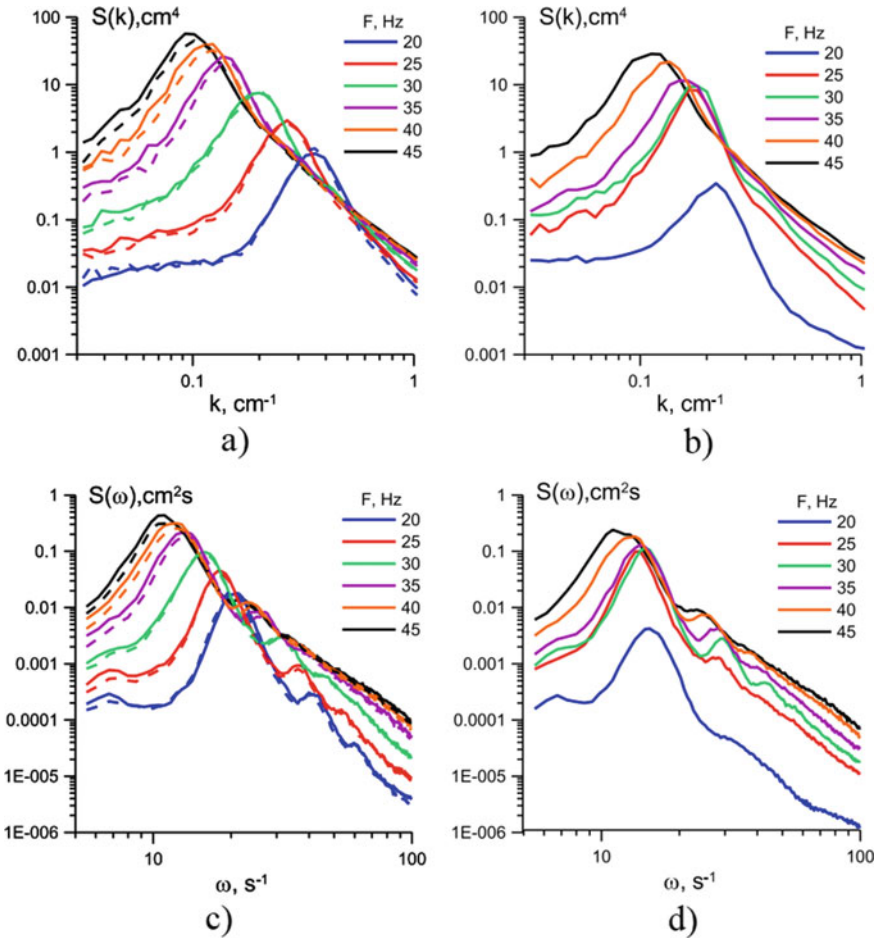 S(k),cm⁴
F, Hz
100
10
1
0.1
0.01
0.001
20
25
30
35
40
45
0.1
1
k, cm⁻¹
a)
S(k),cm⁴
F, Hz
100
10
1
0.1
0.01
0.001
20
25
30
35
40
45
0.1
1
k, cm⁻¹
b)
S(ω),cm²s
F, Hz
1
0.1
0.01
0.001
0.0001
1E-005
1E-006
20
25
30
35
40
45
10
100
ω, s⁻¹
c)
S(ω),cm²s
F, Hz
1
0.1
0.01
0.001
0.0001
1E-005
1E-006
20
25
30
35
40
45
10
100
ω, s⁻¹
d)